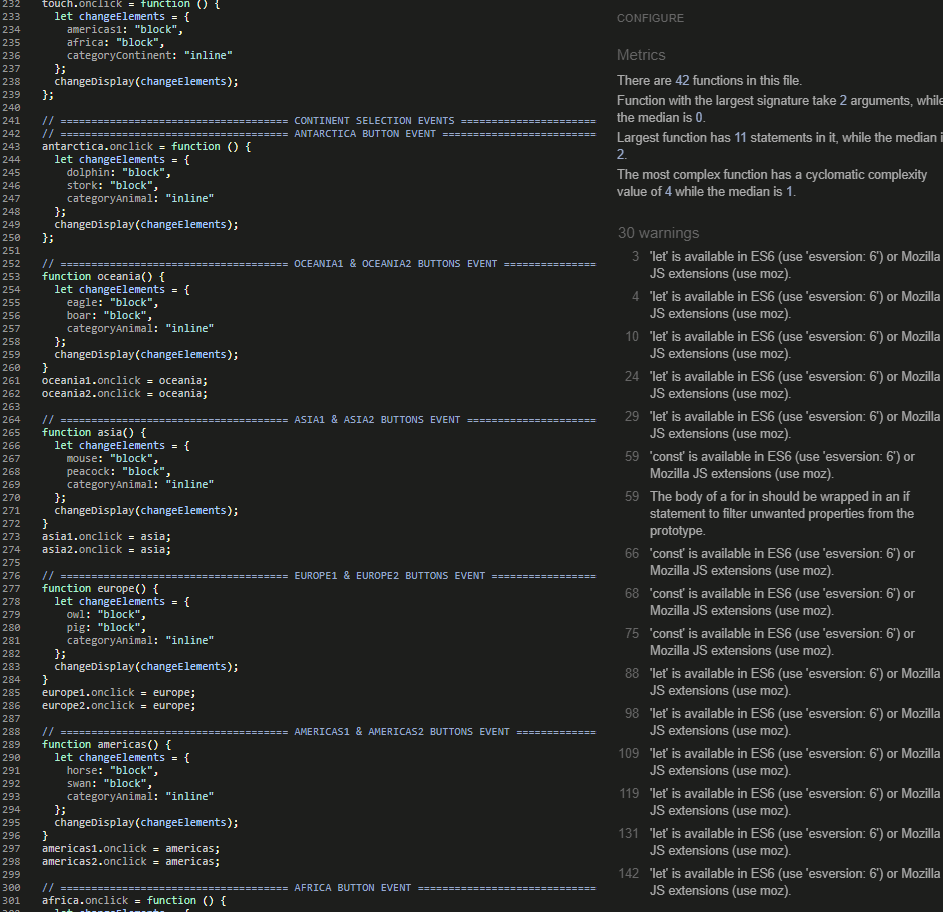 232 touch.onclick = function () {
233 let changeElements = {
234 americas1: "block",
235 africa: "block",
236 categoryContinent: "inline"
237 };
238 changeDisplay(changeElements);
239 };
240
241 // ===================================== CONTINENT SELECTION EVENTS ======================
242 // ===================================== ANTARCTICA BUTTON EVENT =========================
243 antarctica.onclick = function () {
244 let changeElements = {
245 dolphin: "block",
246 stork: "block",
247 categoryAnimal: "inline"
248 };
249 changeDisplay(changeElements);
250 };
251
252 // ===================================== OCEANIA1 & OCEANIA2 BUTTONS EVENT ===============
253 function oceania() {
254 let changeElements = {
255 eagle: "block",
256 boar: "block",
257 categoryAnimal: "inline"
258 };
259 changeDisplay(changeElements);
260 }
261 oceania1.onclick = oceania;
262 oceania2.onclick = oceania;
263
264 // ===================================== ASIA1 & ASIA2 BUTTONS EVENT =====================
265 function asia() {
266 let changeElements = {
267 mouse: "block",
268 peacock: "block",
269 categoryAnimal: "inline"
270 };
271 changeDisplay(changeElements);
272 }
273 asia1.onclick = asia;
274 asia2.onclick = asia;
275
276 // ===================================== EUROPE1 & EUROPE2 BUTTONS EVENT =================
277 function europe() {
278 let changeElements = {
279 owl: "block",
280 pig: "block",
281 categoryAnimal: "inline"
282 };
283 changeDisplay(changeElements);
284 }
285 europe1.onclick = europe;
286 europe2.onclick = europe;
287
288 // ===================================== AMERICAS1 & AMERICAS2 BUTTONS EVENT =============
289 function americas() {
290 let changeElements = {
291 horse: "block",
292 swan: "block",
293 categoryAnimal: "inline"
294 };
295 changeDisplay(changeElements);
296 }
297 americas1.onclick = americas;
298 americas2.onclick = americas;
299
300 // ===================================== AFRICA BUTTON EVENT =============================
301 africa.onclick = function () {
CONFIGURE
Metrics
There are 42 functions in this file.
Function with the largest signature take 2 arguments, while
the median is 0.
Largest function has 11 statements in it, while the median i
2.
The most complex function has a cyclomatic complexity
value of 4 while the median is 1.
30 warnings
3 'let' is available in ES6 (use 'esversion: 6') or Mozilla
JS extensions (use moz).
4 'let' is available in ES6 (use 'esversion: 6') or Mozilla
JS extensions (use moz).
10 'let' is available in ES6 (use 'esversion: 6') or Mozilla
JS extensions (use moz).
24 'let' is available in ES6 (use 'esversion: 6') or Mozilla
JS extensions (use moz).
29 'let' is available in ES6 (use 'esversion: 6') or Mozilla
JS extensions (use moz).
59 'const' is available in ES6 (use 'esversion: 6') or
Mozilla JS extensions (use moz).
59 The body of a for in should be wrapped in an if
statement to filter unwanted properties from the
prototype.
66 'const' is available in ES6 (use 'esversion: 6') or
Mozilla JS extensions (use moz).
68 'const' is available in ES6 (use 'esversion: 6') or
Mozilla JS extensions (use moz).
75 'const' is available in ES6 (use 'esversion: 6') or
Mozilla JS extensions (use moz).
88 'let' is available in ES6 (use 'esversion: 6') or Mozilla
JS extensions (use moz).
98 'let' is available in ES6 (use 'esversion: 6') or Mozilla
JS extensions (use moz).
109 'let' is available in ES6 (use 'esversion: 6') or Mozilla
JS extensions (use moz).
119 'let' is available in ES6 (use 'esversion: 6') or Mozilla
JS extensions (use moz).
131 'let' is available in ES6 (use 'esversion: 6') or Mozilla
JS extensions (use moz).
142 'let' is available in ES6 (use 'esversion: 6') or Mozilla
JS extensions (use moz).